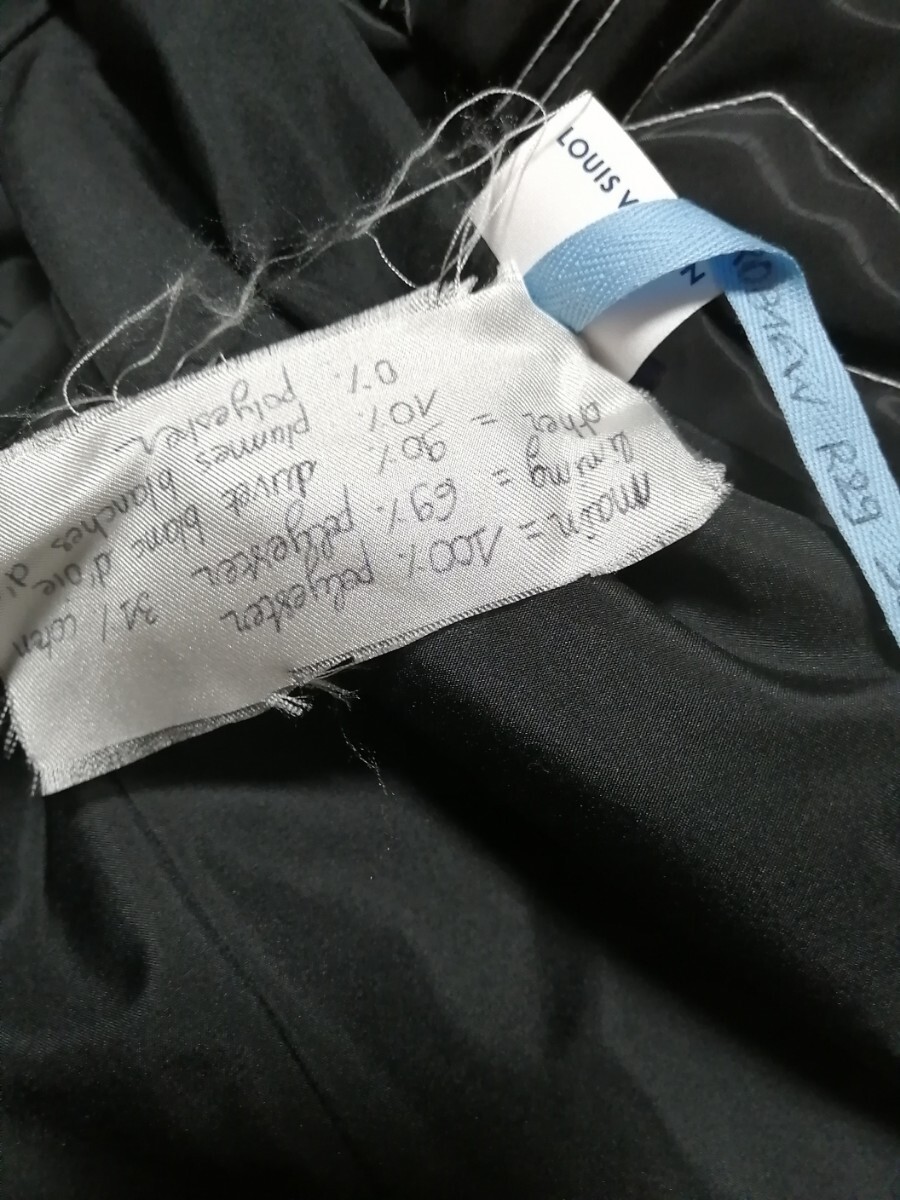 LOUIS V
N
R29
main = 100% polyester
lining = 69% polyester 31% coton
other = 90% duvet blanc d'oie
10% plumes blanches d'
0% polyester